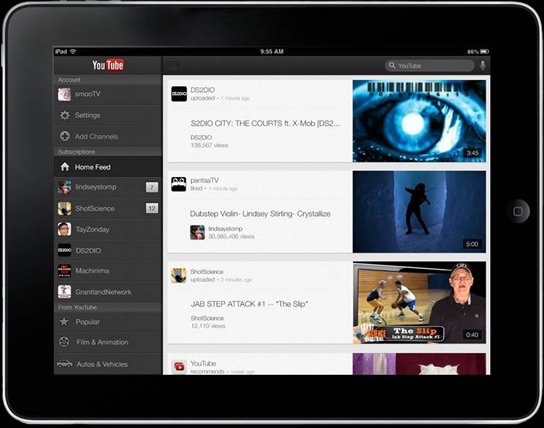 iPad
9:55 AM
86%
YouTube
YouTube
Account
smooTV
Settings
Add Channels
Subscriptions
Home Feed
lindseystomp
7
ShotScience
12
TayZonday
DS2DIO
Machinima
GrantlandNetwork
From YouTube
Popular
Film & Animation
Autos & Vehicles
DS2DIO
uploaded • 1 minute ago
S2DIO CITY: THE COURTS ft. X-Mob [DS2...
DS2DIO
138,567 views
3:45
pantsaTV
liked • 1 minute ago
Dubstep Violin- Lindsey Stirling- Crystallize
lindseystomp
30,985,406 views
5:00
ShotScience
uploaded • 3 minutes ago
JAB STEP ATTACK #1 -- "The Slip"
ShotScience
12,110 views
The Slip
Jab Step Attack #1
0:40
YouTube
recommends •